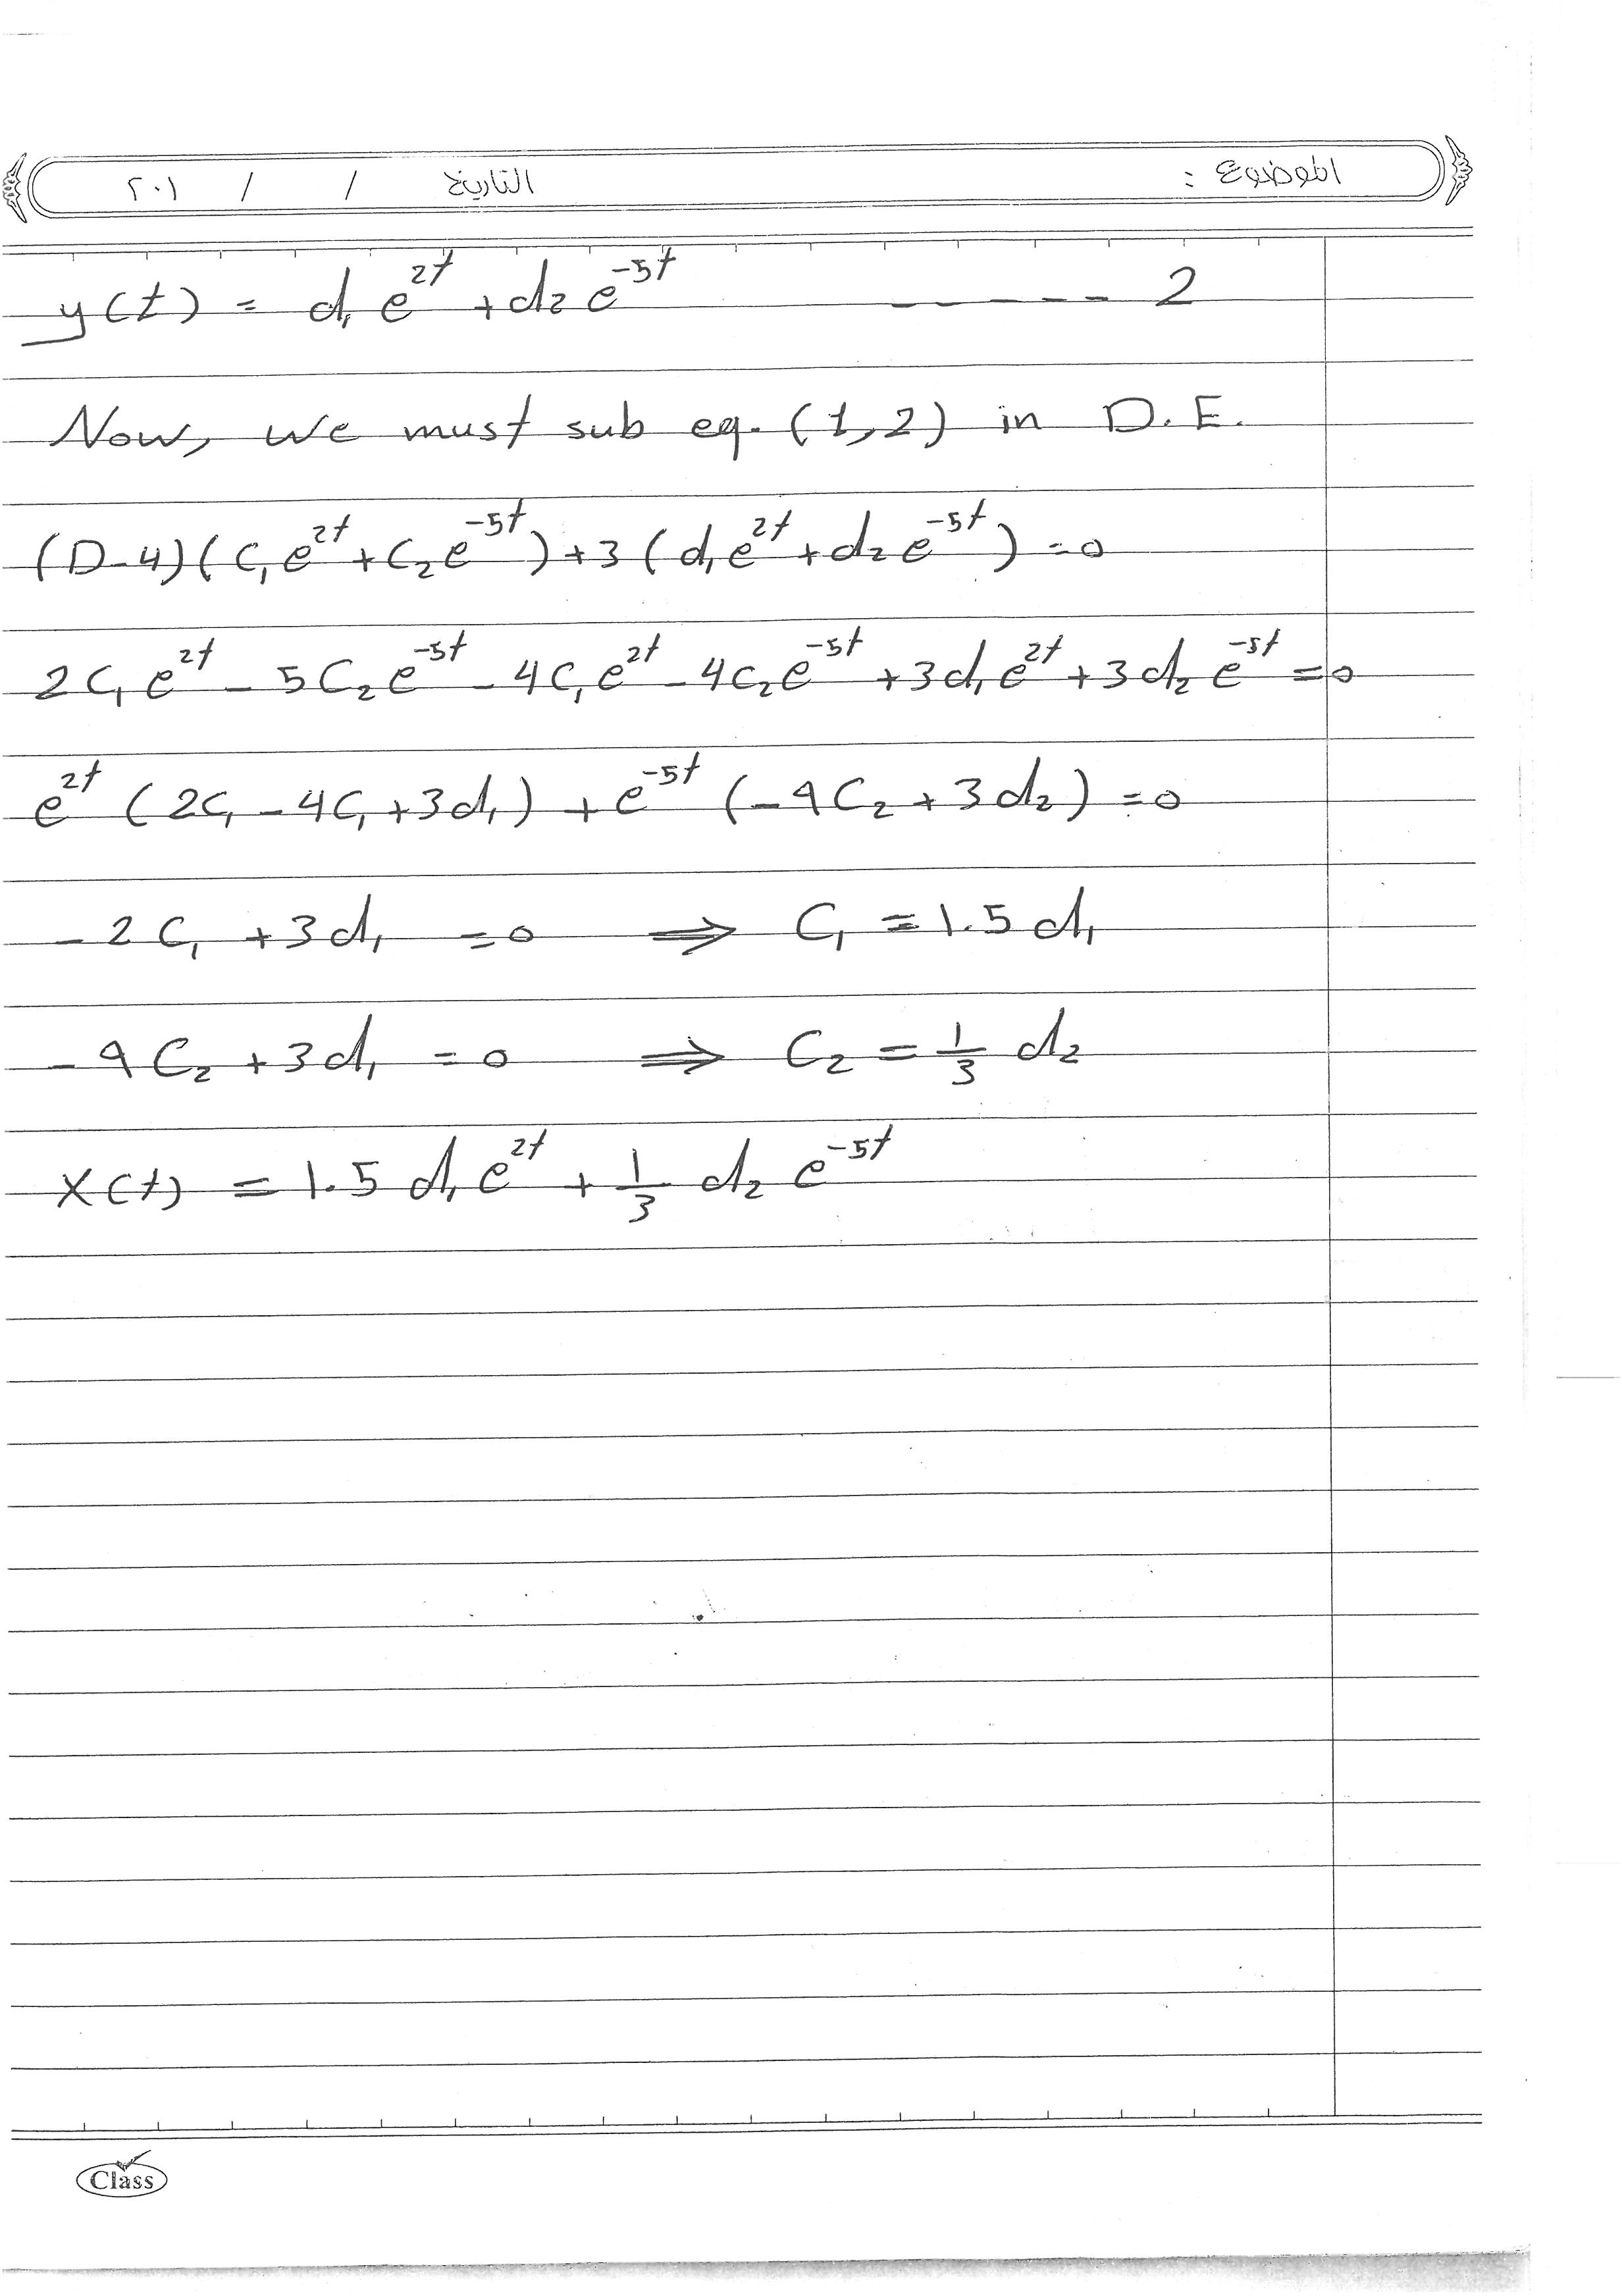 الموضوع :
التاريخ / / ٢٠١
y(t) = d₁ e^{2t} + d₂ e^{-5t} ------ 2
Now, we must sub eq. (1,2) in D.E.
(D-4)(C₁e^{2t} + C₂e^{-5t}) + 3(d₁e^{2t} + d₂e^{-5t}) = 0
2C₁e^{2t} - 5C₂e^{-5t} - 4C₁e^{2t} - 4C₂e^{-5t} + 3d₁e^{2t} + 3d₂e^{-5t} = 0
e^{2t} (2C₁ - 4C₁ + 3d₁) + e^{-5t} (-9C₂ + 3d₂) = 0
-2C₁ + 3d₁ = 0 ⇒ C₁ = 1.5 d₁
-9C₂ + 3d₁ = 0 ⇒ C₂ = 1/3 d₂
X(t) = 1.5 d₁e^{2t} + 1/3 d₂ e^{-5t}
Class